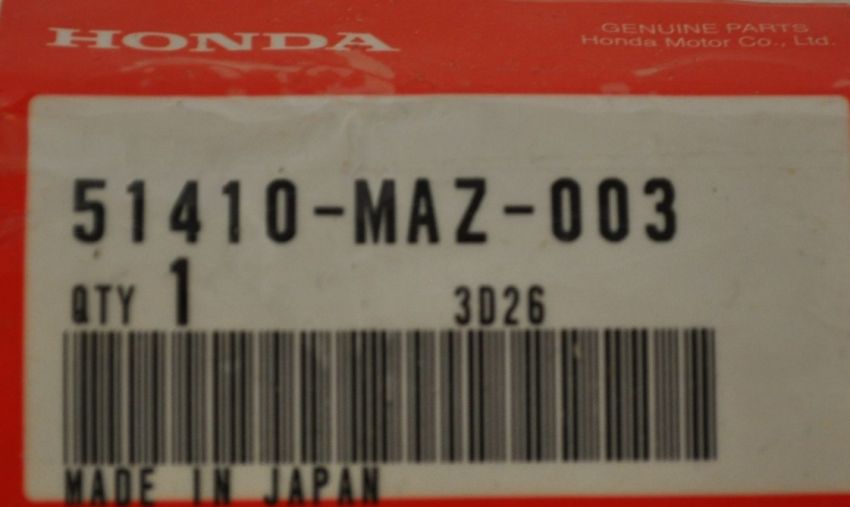 HONDA
GENUINE PARTS
Honda Motor Co., Ltd.
51410-MAZ-003
QTY 1 3D26
MADE IN JAPAN